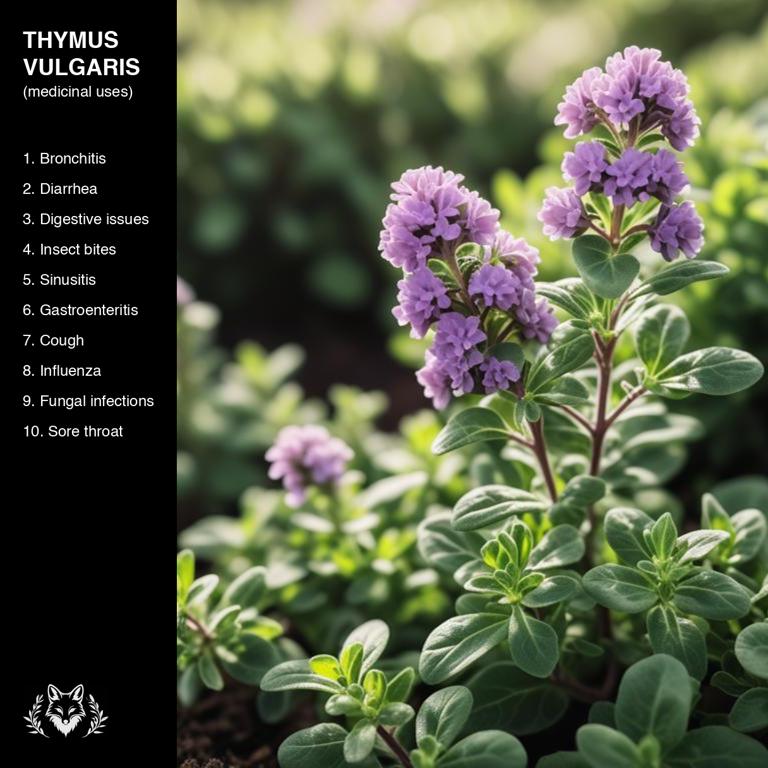 THYMUS
VULGARIS
(medicinal uses)
1. Bronchitis
2. Diarrhea
3. Digestive issues
4. Insect bites
5. Sinusitis
6. Gastroenteritis
7. Cough
8. Influenza
9. Fungal infections
10. Sore throat